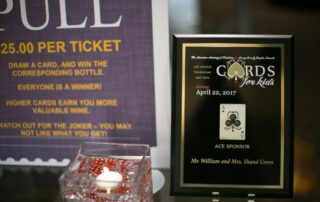 PULL
25.00 PER TICKET
DRAW A CARD, AND WIN THE
CORRESPONDING BOTTLE.
EVERYONE IS A WINNER!
HIGHER CARDS EARN YOU MORE
VALUABLE WINE.
WATCH OUT FOR THE JOKER – YOU MAY
NOT LIKE WHAT YOU GET!
CARDS
for kids
April 22, 2017
ACE SPONSOR
Mr. William and Mrs. Shand Green